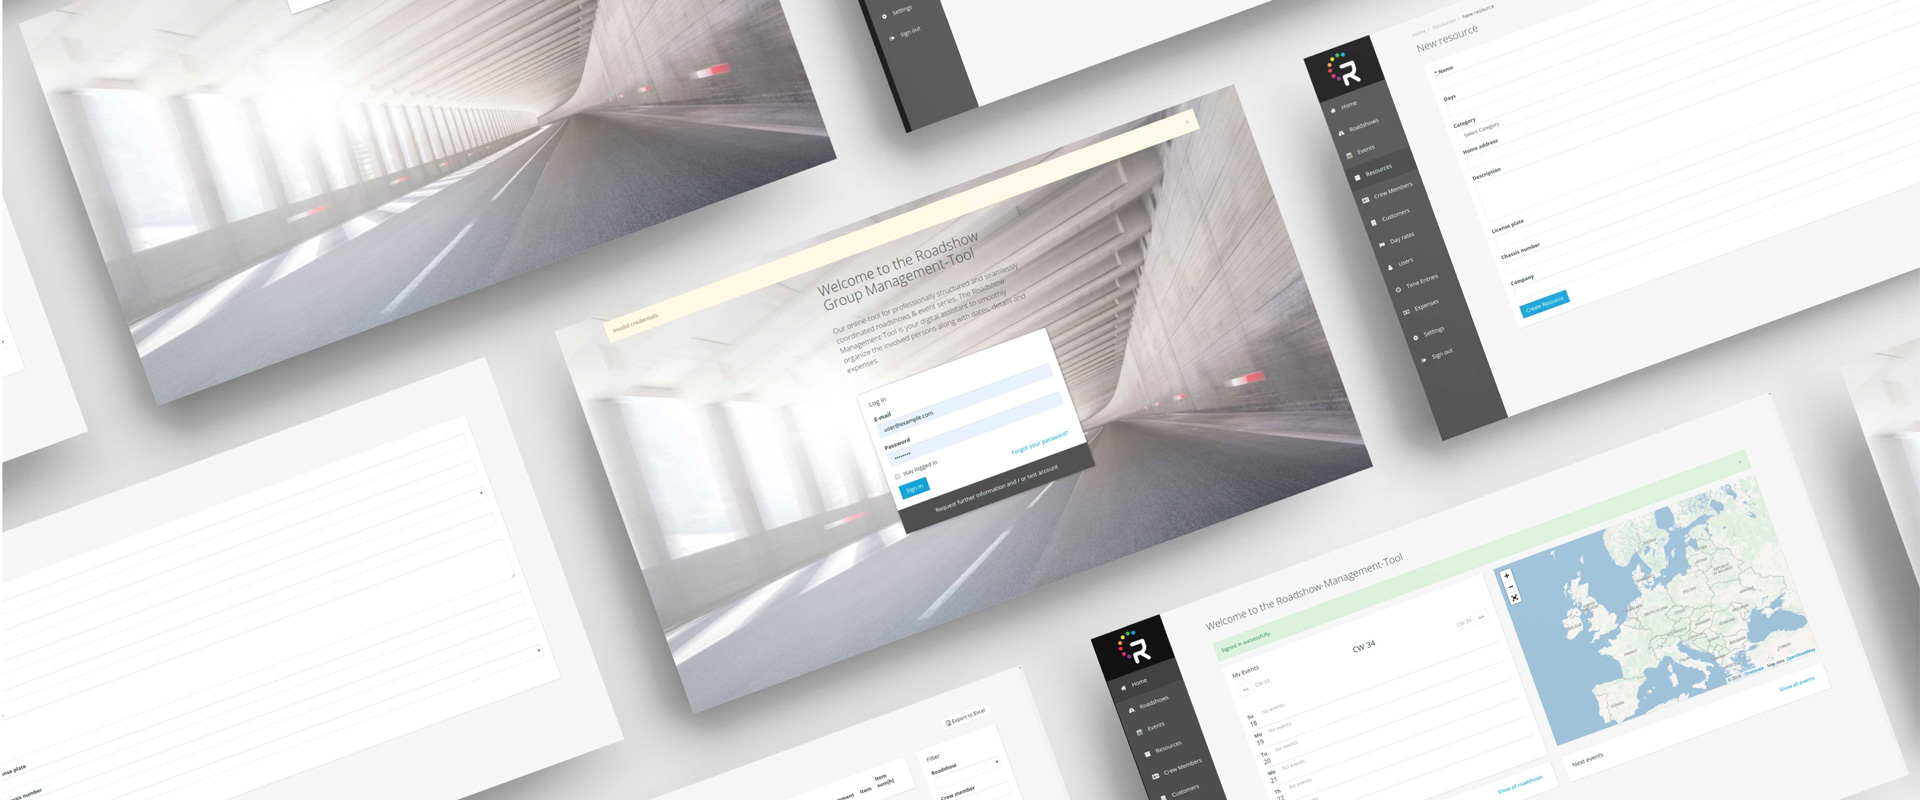 Settings
Sign out
Home / Resources / New resource
New resource
* Name
Days
Category
Select Category
Home address
Description
License plate
Chassis number
Company
Create Resource
R
Home
Roadshows
Events
Resources
Crew Members
Customers
Day rates
Users
Time Entries
Expenses
Settings
Sign out
Invalid credentials.
Welcome to the Roadshow
Group Management-Tool
Our online-tool for professionally structured and seamlessly
coordinated roadshows & event series. The Roadshow-
Management-Tool is your digital assistant to smoothly
organize the involved persons along with dates, details and
expenses.
Log in
E-mail
user@example.com
Password
••••••••
stay logged in
Forgot your password?
Sign in
Request further information and / or test account
R
Home
Roadshows
Events
Resources
Crew Members
Customers
Welcome to the Roadshow-Management-Tool
Signed in successfully.
My Events
CW 34
<< CW 33
CW 35 >>
Su
18
No events
Mo
19
No events
Tu
20
No events
We
21
No events
Th
22
No events
Show all roadshows
Show all events
Next events
Export to Excel
Filter
Roadshow
Crew member
Item
Item
sum(h)